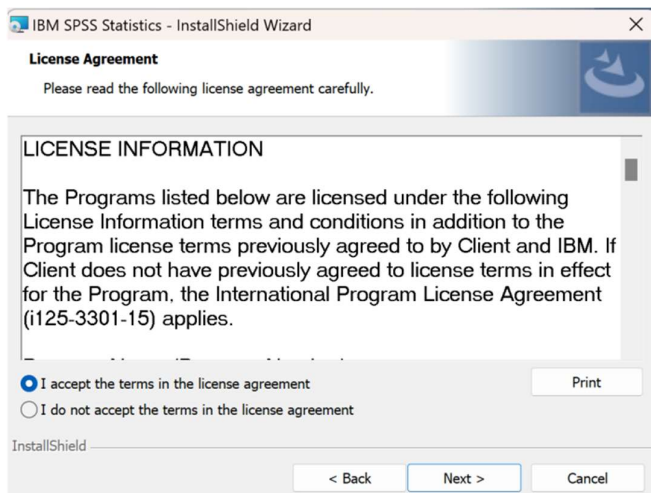 IBM SPSS Statistics - InstallShield Wizard
License Agreement
Please read the following license agreement carefully.
LICENSE INFORMATION
The Programs listed below are licensed under the following
License Information terms and conditions in addition to the
Program license terms previously agreed to by Client and IBM. If
Client does not have previously agreed to license terms in effect
for the Program, the International Program License Agreement
(i125-3301-15) applies.
I accept the terms in the license agreement
Print
I do not accept the terms in the license agreement
InstallShield
< Back
Next >
Cancel